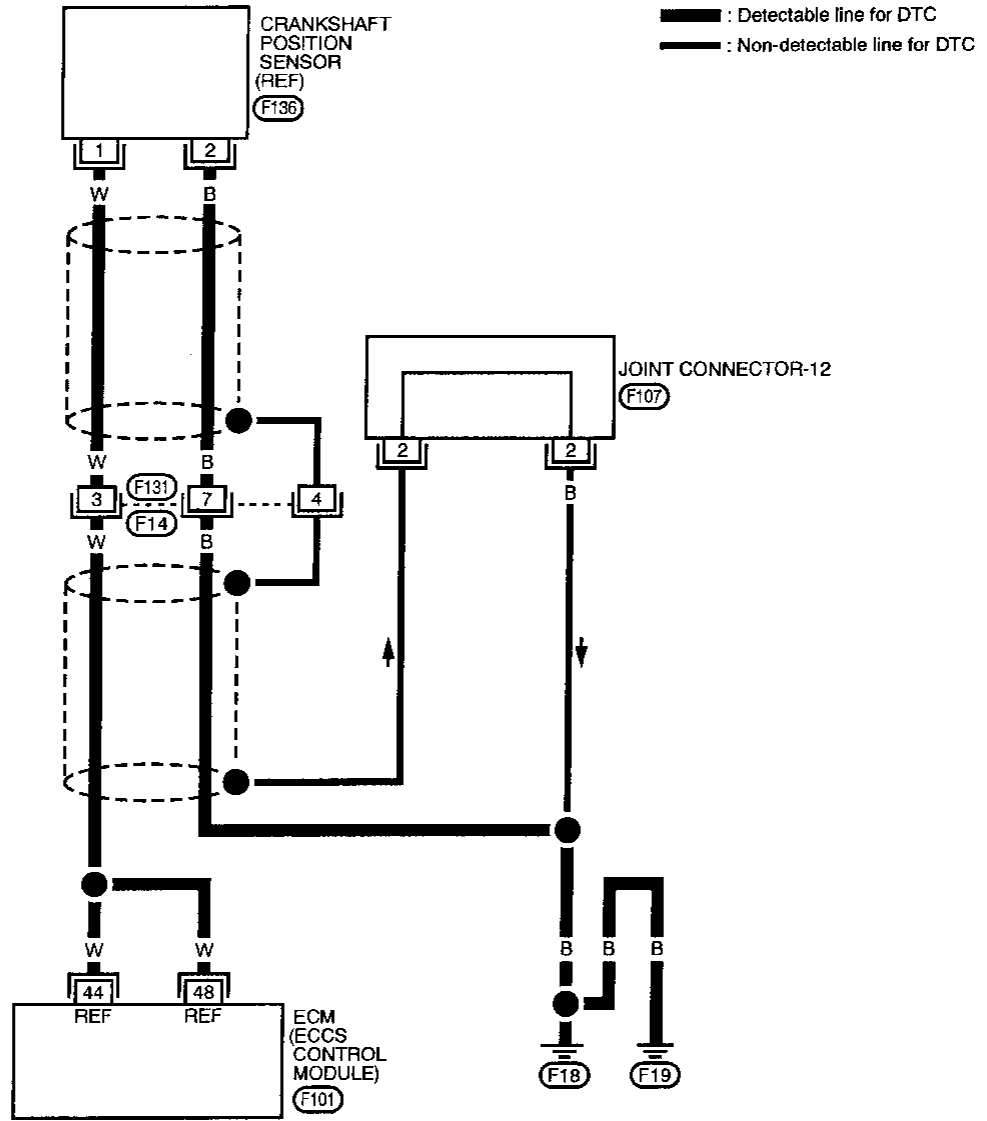 CRANKSHAFT
POSITION
SENSOR
(REF)
F136
: Detectable line for DTC
: Non-detectable line for DTC
1 2
W B
JOINT CONNECTOR-12
F107
2 2
W B B
F131
3 7 4
F14
W B
B B B
W W
44 48
REF REF
ECM
(ECCS
CONTROL
MODULE)
F101
F18 F19